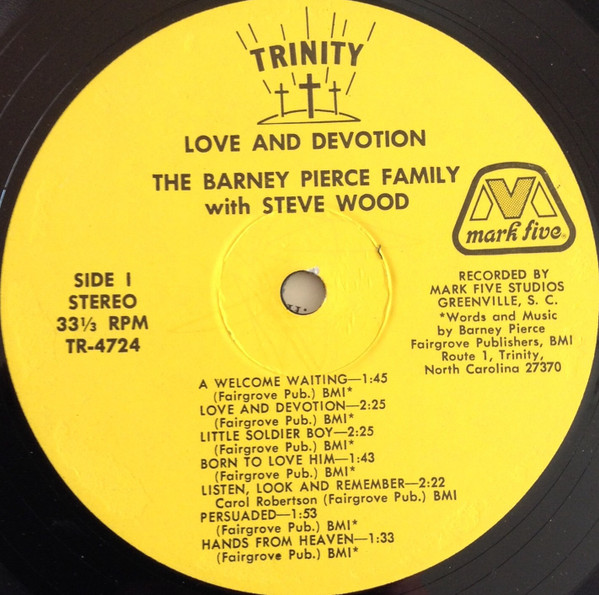 TRINITY
LOVE AND DEVOTION
THE BARNEY PIERCE FAMILY
with STEVE WOOD
mark five
SIDE I
STEREO
33⅓ RPM
TR-4724
RECORDED BY
MARK FIVE STUDIOS
GREENVILLE, S. C.
*Words and Music
by Barney Pierce
Fairgrove Publishers, BMI
Route 1, Trinity,
North Carolina 27370
A WELCOME WAITING—1:45
(Fairgrove Pub.) BMI*
LOVE AND DEVOTION—2:25
(Fairgrove Pub.) BMI*
LITTLE SOLDIER BOY—2:25
(Fairgrove Pub.) BMI*
BORN TO LOVE HIM—1:43
(Fairgrove Pub.) BMI*
LISTEN, LOOK AND REMEMBER—2:22
Carol Robertson (Fairgrove Pub.) BMI
PERSUADED—1:53
(Fairgrove Pub.) BMI*
HANDS FROM HEAVEN—1:33
(Fairgrove Pub.) BMI*